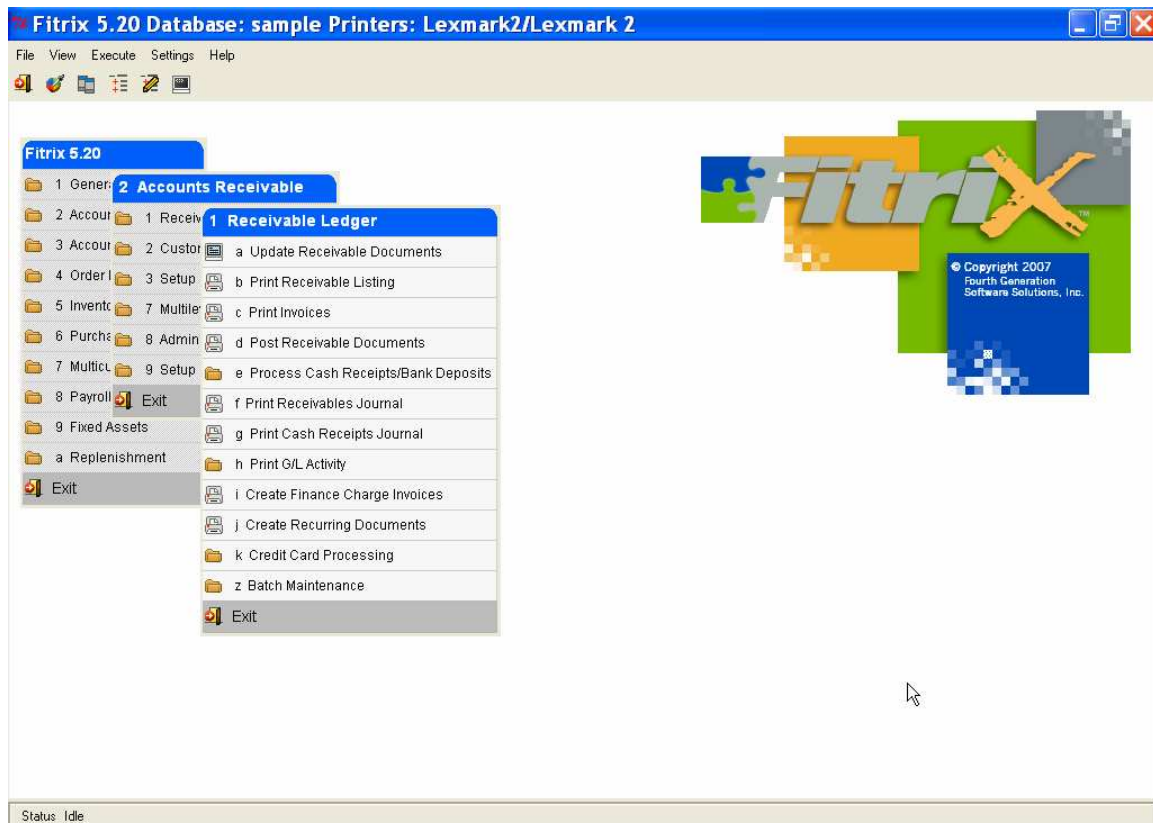 Fitrix 5.20 Database: sample Printers: Lexmark2/Lexmark 2
File View Execute Settings Help
Fitrix 5.20
1 Gener
2 Accour
3 Accour
4 Order
5 Invento
6 Purcha
7 Multicu
8 Payroll
9 Fixed Assets
a Replenishment
Exit
2 Accounts Receivable
1 Receiv
2 Custor
3 Setup
7 Multile
8 Admin
9 Setup
Exit
1 Receivable Ledger
a Update Receivable Documents
b Print Receivable Listing
c Print Invoices
d Post Receivable Documents
e Process Cash Receipts/Bank Deposits
f Print Receivables Journal
g Print Cash Receipts Journal
h Print G/L Activity
i Create Finance Charge Invoices
j Create Recurring Documents
k Credit Card Processing
z Batch Maintenance
Exit
FitriX ™
© Copyright 2007
Fourth Generation
Software Solutions, Inc.
Status Idle